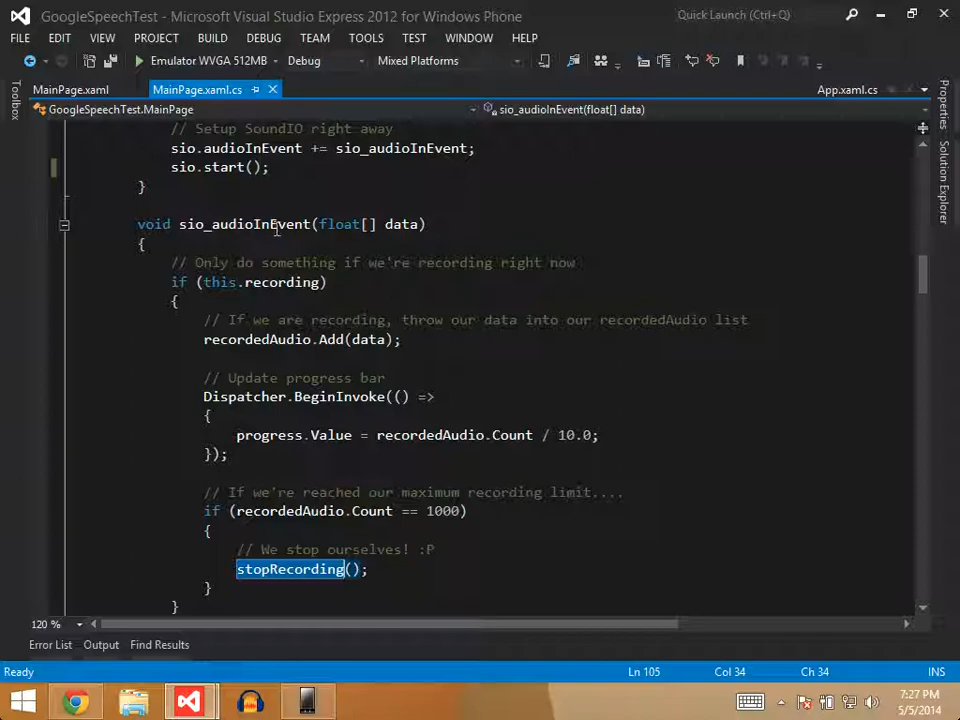 GoogleSpeechTest - Microsoft Visual Studio Express 2012 for Windows Phone
Quick Launch (Ctrl+Q)
FILE EDIT VIEW PROJECT BUILD DEBUG TEAM TOOLS TEST WINDOW HELP
Emulator WVGA 512MB Debug Mixed Platforms
Toolbox
MainPage.xaml MainPage.xaml.cs App.xaml.cs
GoogleSpeechTest.MainPage sio_audioInEvent(float[] data)
Properties
Solution Explorer
// Setup SoundIO right away
sio.audioInEvent += sio_audioInEvent;
sio.start();
}
void sio_audioInEvent(float[] data)
{
// Only do something if we're recording right now
if (this.recording)
{
// If we are recording, throw our data into our recordedAudio list
recordedAudio.Add(data);
// Update progress bar
Dispatcher.BeginInvoke(() =>
{
progress.Value = recordedAudio.Count / 10.0;
});
// If we're reached our maximum recording limit....
if (recordedAudio.Count == 1000)
{
// We stop ourselves! :P
stopRecording();
}
}
120 %
Error List Output Find Results
Ready Ln 105 Col 34 Ch 34 INS
7:27 PM
5/5/2014